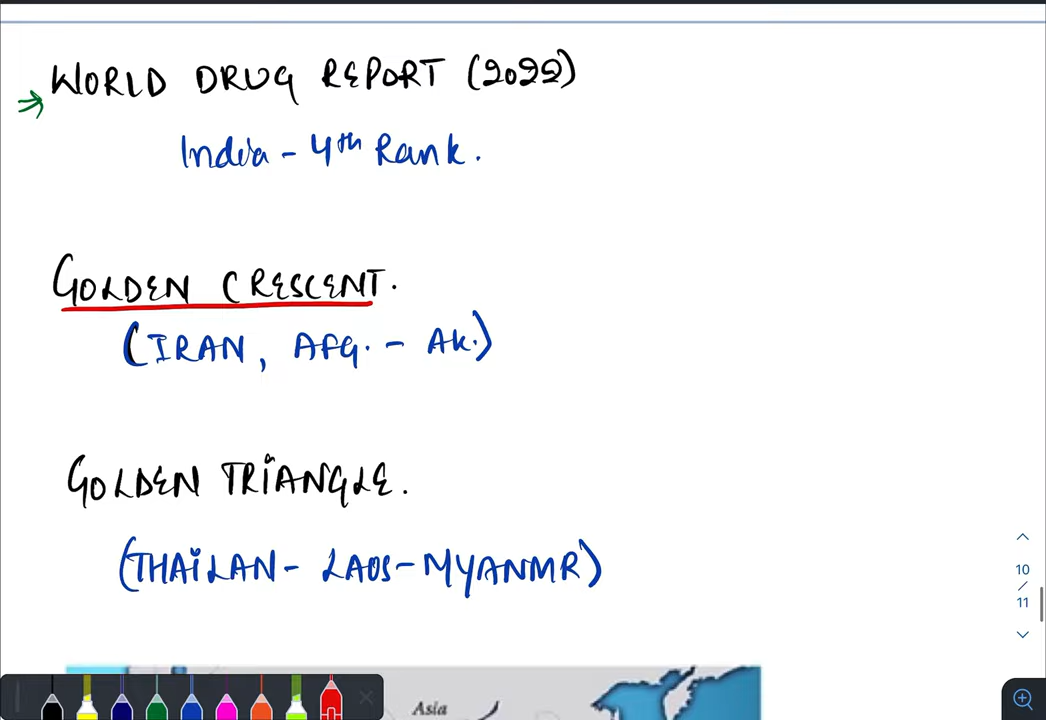 WORLD DRUG REPORT (2022)
India - 4th Rank.
GOLDEN CRESCENT.
(IRAN, AFG. - AK.)
GOLDEN TRIANGLE.
(THAILAN - LAOS - MYANMR)
10
/
11
Asia